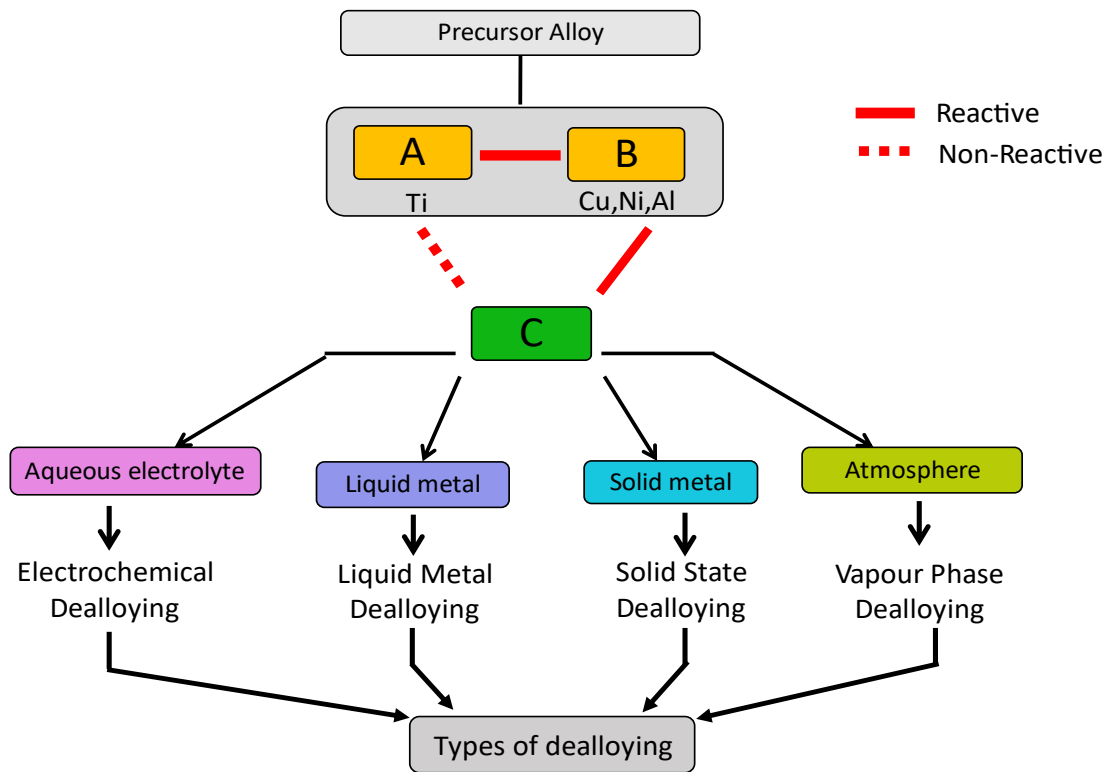 Precursor Alloy
A
B
Ti
Cu,Ni,Al
Reactive
Non-Reactive
C
Aqueous electrolyte
Liquid metal
Solid metal
Atmosphere
Electrochemical
Dealloying
Liquid Metal
Dealloying
Solid State
Dealloying
Vapour Phase
Dealloying
Types of dealloying